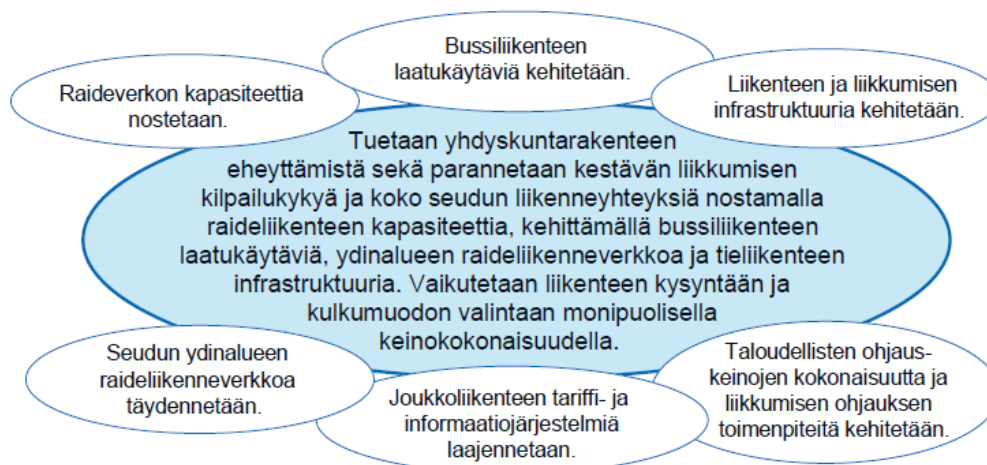 Bussiliikenteen
laatukäytäviä kehitetään.
Raideverkon kapasiteettia
nostetaan.
Liikenteen ja liikkumisen
infrastruktuuria kehitetään.
Tuetaan yhdyskuntarakenteen
eheyttämistä sekä parannetaan kestävän liikkumisen
kilpailukykyä ja koko seudun liikenneyhteyksiä nostamalla
raideliikenteen kapasiteettia, kehittämällä bussiliikenteen
laatukäytäviä, ydinalueen raideliikenneverkkoa ja tieliikenteen
infrastruktuuria. Vaikutetaan liikenteen kysyntään ja
kulkumuodon valintaan monipuolisella
keinokokonaisuudella.
Seudun ydinalueen
raideliikenneverkkoa
täydennetään.
Joukkoliikenteen tariffi- ja
informaatiojärjestelmiä
laajennetaan.
Taloudellisten ohjaus-
keinojen kokonaisuutta ja
liikkumisen ohjauksen
toimenpiteitä kehitetään.